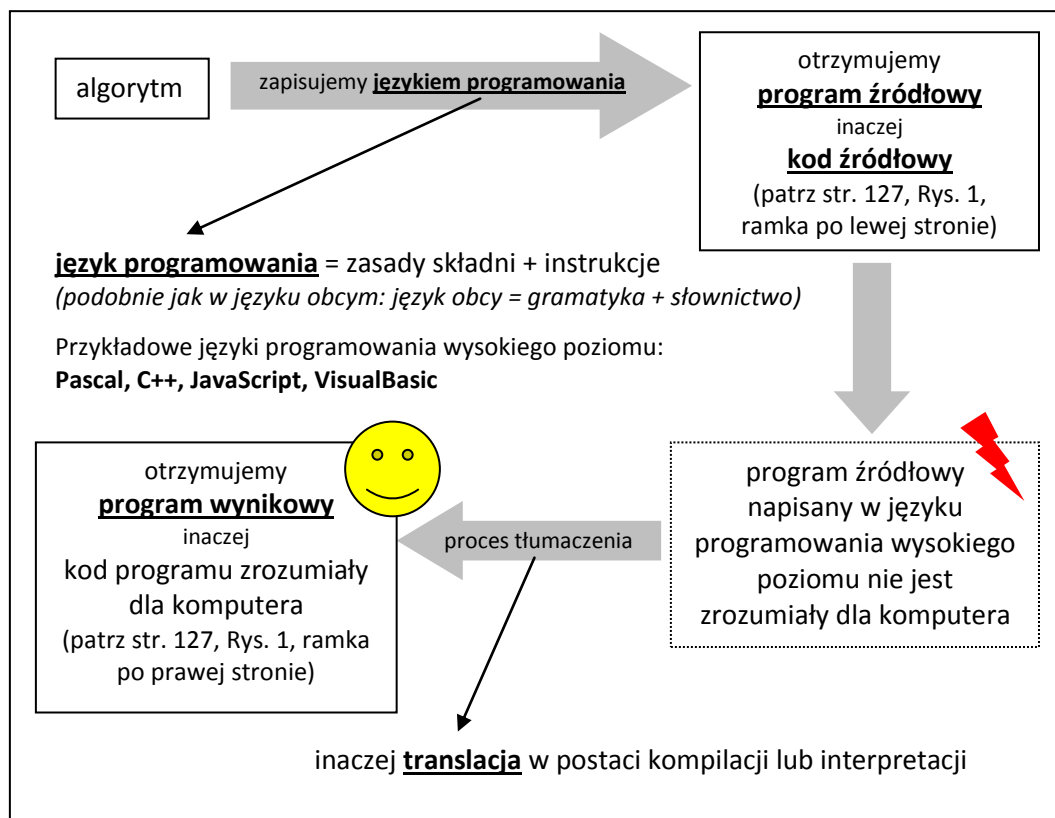 algorytm
zapisujemy językiem programowania
otrzymujemy
program źródłowy
inaczej
kod źródłowy
(patrz str. 127, Rys. 1,
ramka po lewej stronie)
język programowania = zasady składni + instrukcje
(podobnie jak w języku obcym: język obcy = gramatyka + słownictwo)
Przykładowe języki programowania wysokiego poziomu:
Pascal, C++, JavaScript, VisualBasic
program źródłowy
napisany w języku
programowania wysokiego
poziomu nie jest
zrozumiały dla komputera
proces tłumaczenia
otrzymujemy
program wynikowy
inaczej
kod programu zrozumiały
dla komputera
(patrz str. 127, Rys. 1, ramka
po prawej stronie)
inaczej translacja w postaci kompilacji lub interpretacji